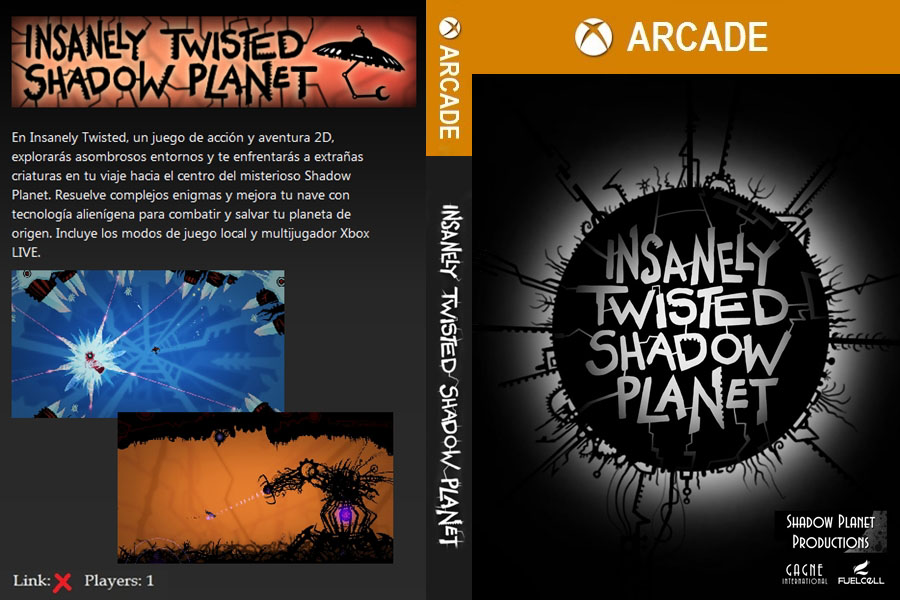 INSANELY TWISTED
SHADOW PLANET
En Insanely Twisted, un juego de acción y aventura 2D,
explorarás asombrosos entornos y te enfrentarás a extrañas
criaturas en tu viaje hacia el centro del misterioso Shadow
Planet. Resuelve complejos enigmas y mejora tu nave con
tecnología alienígena para combatir y salvar tu planeta de
origen. Incluye los modos de juego local y multijugador Xbox
LIVE.
Link: Players: 1
ARCADE
INSANELY TWISTED SHADOW PLANET
ARCADE
INSANELY
TWISTED
SHADOW
PLANET
SHADOW PLANET
PRODUCTIONS
GAGNE
INTERNATIONAL
FUELCELL